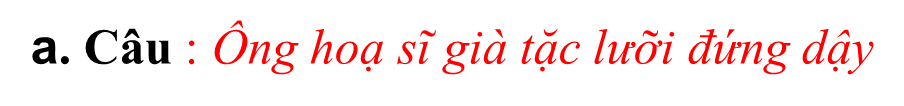 a. Câu : Ông hoạ sĩ già tặc lưỡi đứng dậy